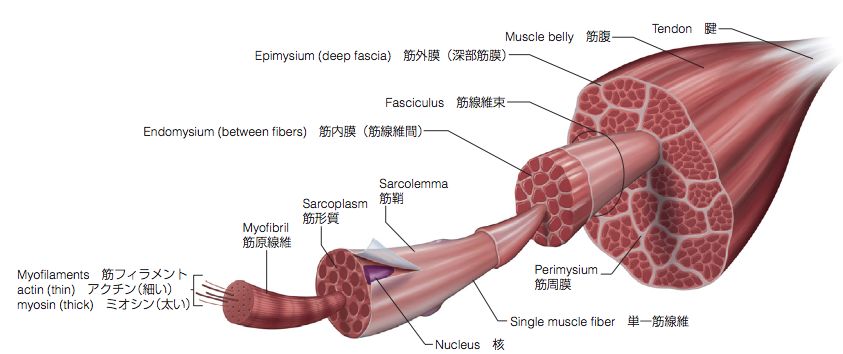 Tendon 腱
Muscle belly 筋腹
Epimysium (deep fascia) 筋外膜（深部筋膜）
Fasciculus 筋線維束
Endomysium (between fibers) 筋内膜（筋線維間）
Sarcolemma
筋鞘
Sarcoplasm
筋形質
Myofibril
筋原線維
Myofilaments 筋フィラメント
actin (thin) アクチン（細い）
myosin (thick) ミオシン（太い）
Perimysium
筋周膜
Single muscle fiber 単一筋線維
Nucleus 核